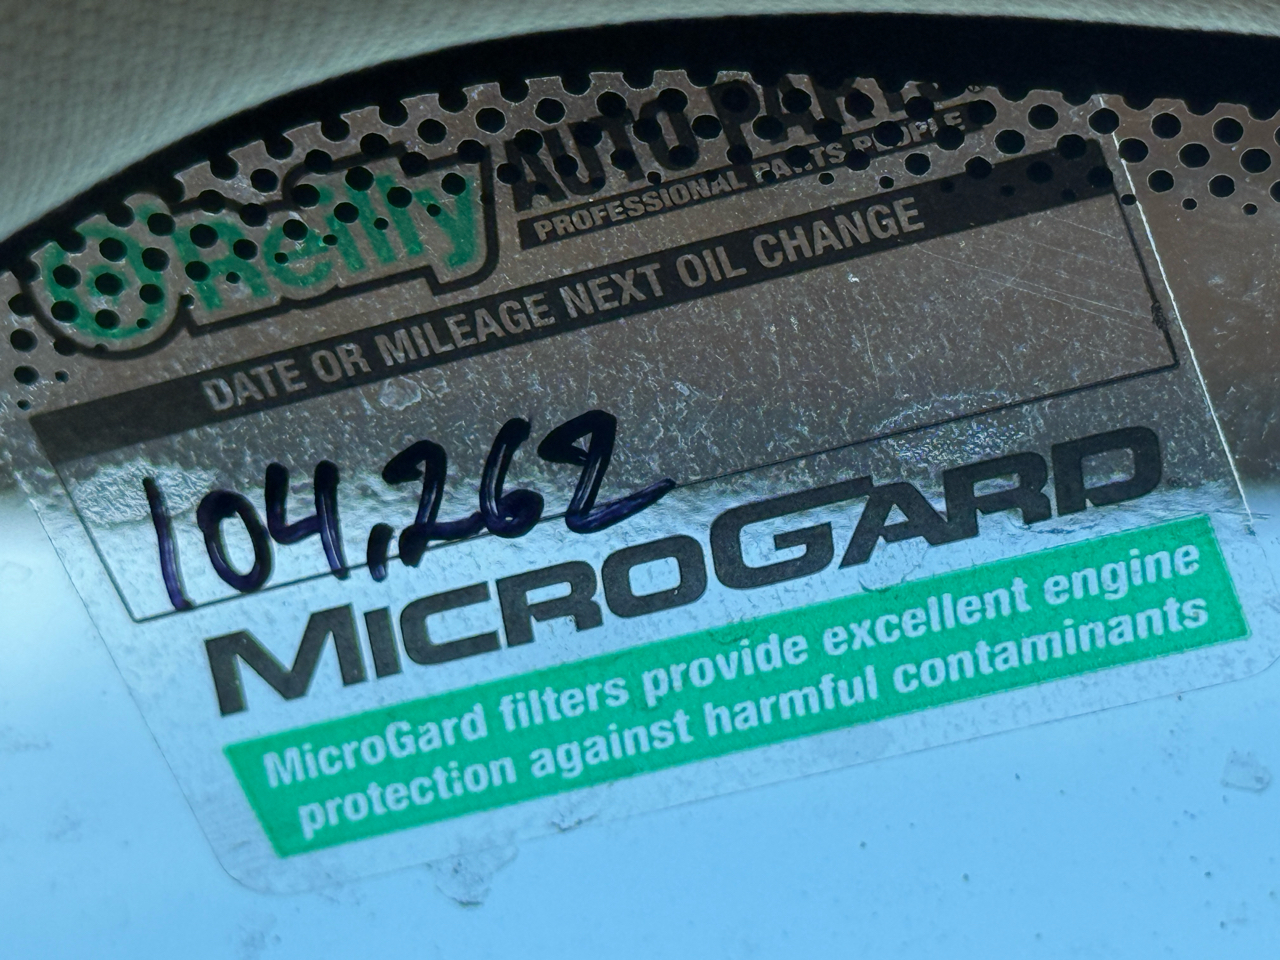 O'Reilly AUTO PARTS
PROFESSIONAL PARTS PEOPLE
DATE OR MILEAGE NEXT OIL CHANGE
104,268
MICROGARD
MicroGard filters provide excellent engine
protection against harmful contaminants